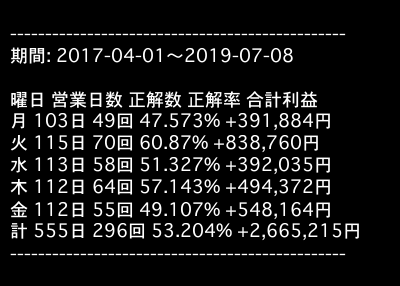 ------------------------------------------------
期間: 2017-04-01〜2019-07-08
曜日 営業日数 正解数 正解率 合計利益
月 103日 49回 47.573% +391,884円
火 115日 70回 60.87% +838,760円
水 113日 58回 51.327% +392,035円
木 112日 64回 57.143% +494,372円
金 112日 55回 49.107% +548,164円
計 555日 296回 53.204% +2,665,215円
------------------------------------------------